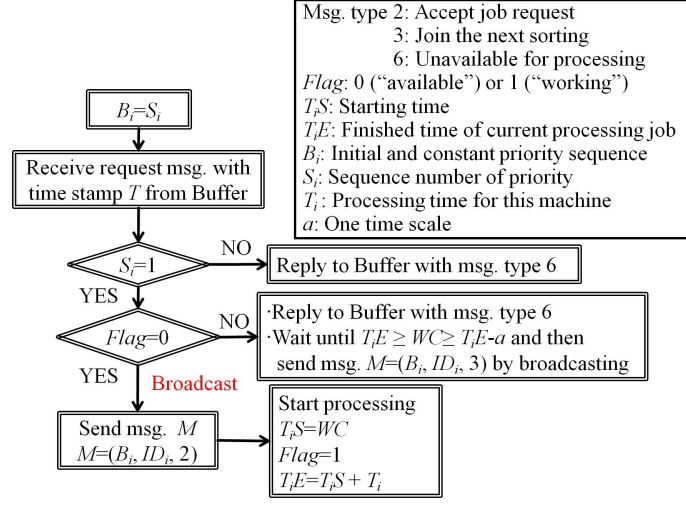 Msg. type 2: Accept job request
3: Join the next sorting
6: Unavailable for processing
Flag: 0 (“available”) or 1 (“working”)
TᵢS: Starting time
TᵢE: Finished time of current processing job
Bᵢ: Initial and constant priority sequence
Sᵢ: Sequence number of priority
Tᵢ: Processing time for this machine
a: One time scale
Bᵢ=Sᵢ
Receive request msg. with
time stamp T from Buffer
Sᵢ=1
NO
Reply to Buffer with msg. type 6
YES
Flag=0
NO
·Reply to Buffer with msg. type 6
·Wait until TᵢE ≥ WC≥ TᵢE-a and then
send msg. M=(Bᵢ, IDᵢ, 3) by broadcasting
YES
Broadcast
Send msg. M
M=(Bᵢ, IDᵢ, 2)
Start processing
TᵢS=WC
Flag=1
TᵢE=TᵢS + Tᵢ